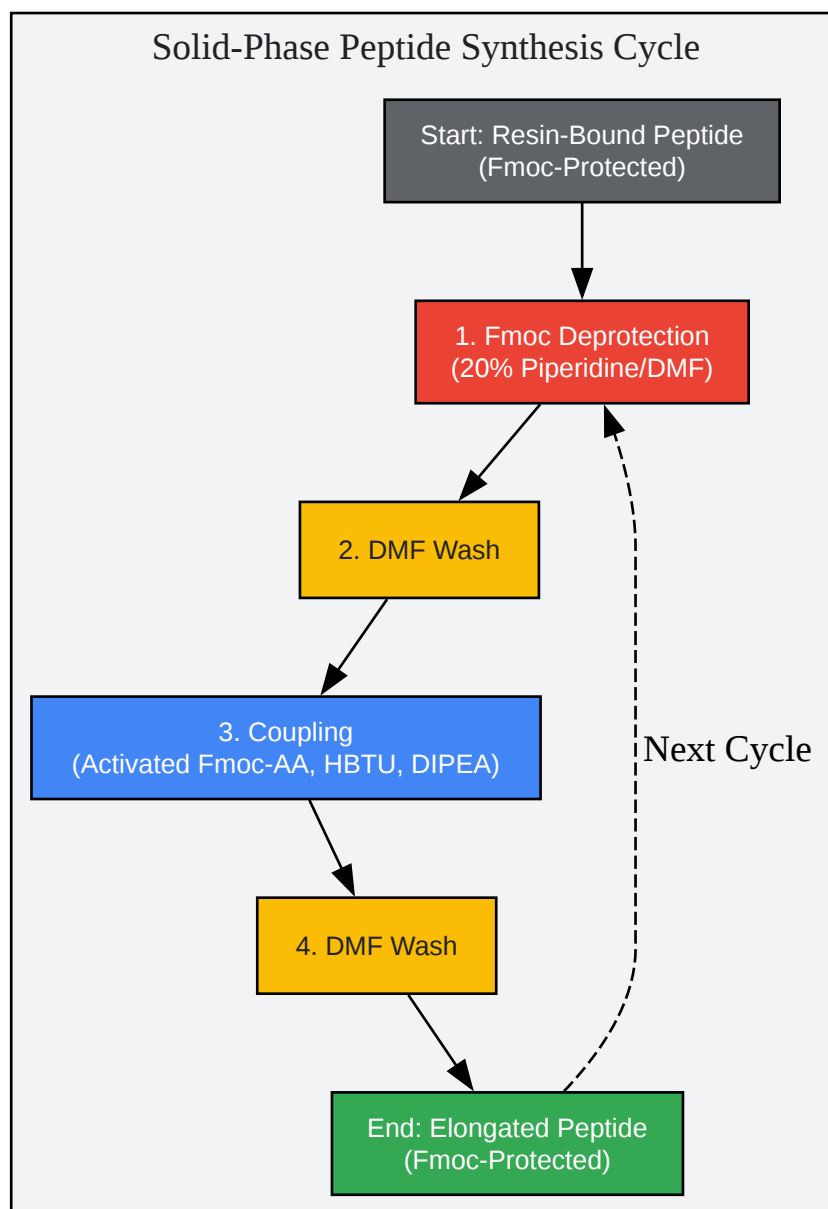 Solid-Phase Peptide Synthesis Cycle
Start: Resin-Bound Peptide
(Fmoc-Protected)
1. Fmoc Deprotection
(20% Piperidine/DMF)
2. DMF Wash
3. Coupling
(Activated Fmoc-AA, HBTU, DIPEA)
Next Cycle
4. DMF Wash
End: Elongated Peptide
(Fmoc-Protected)